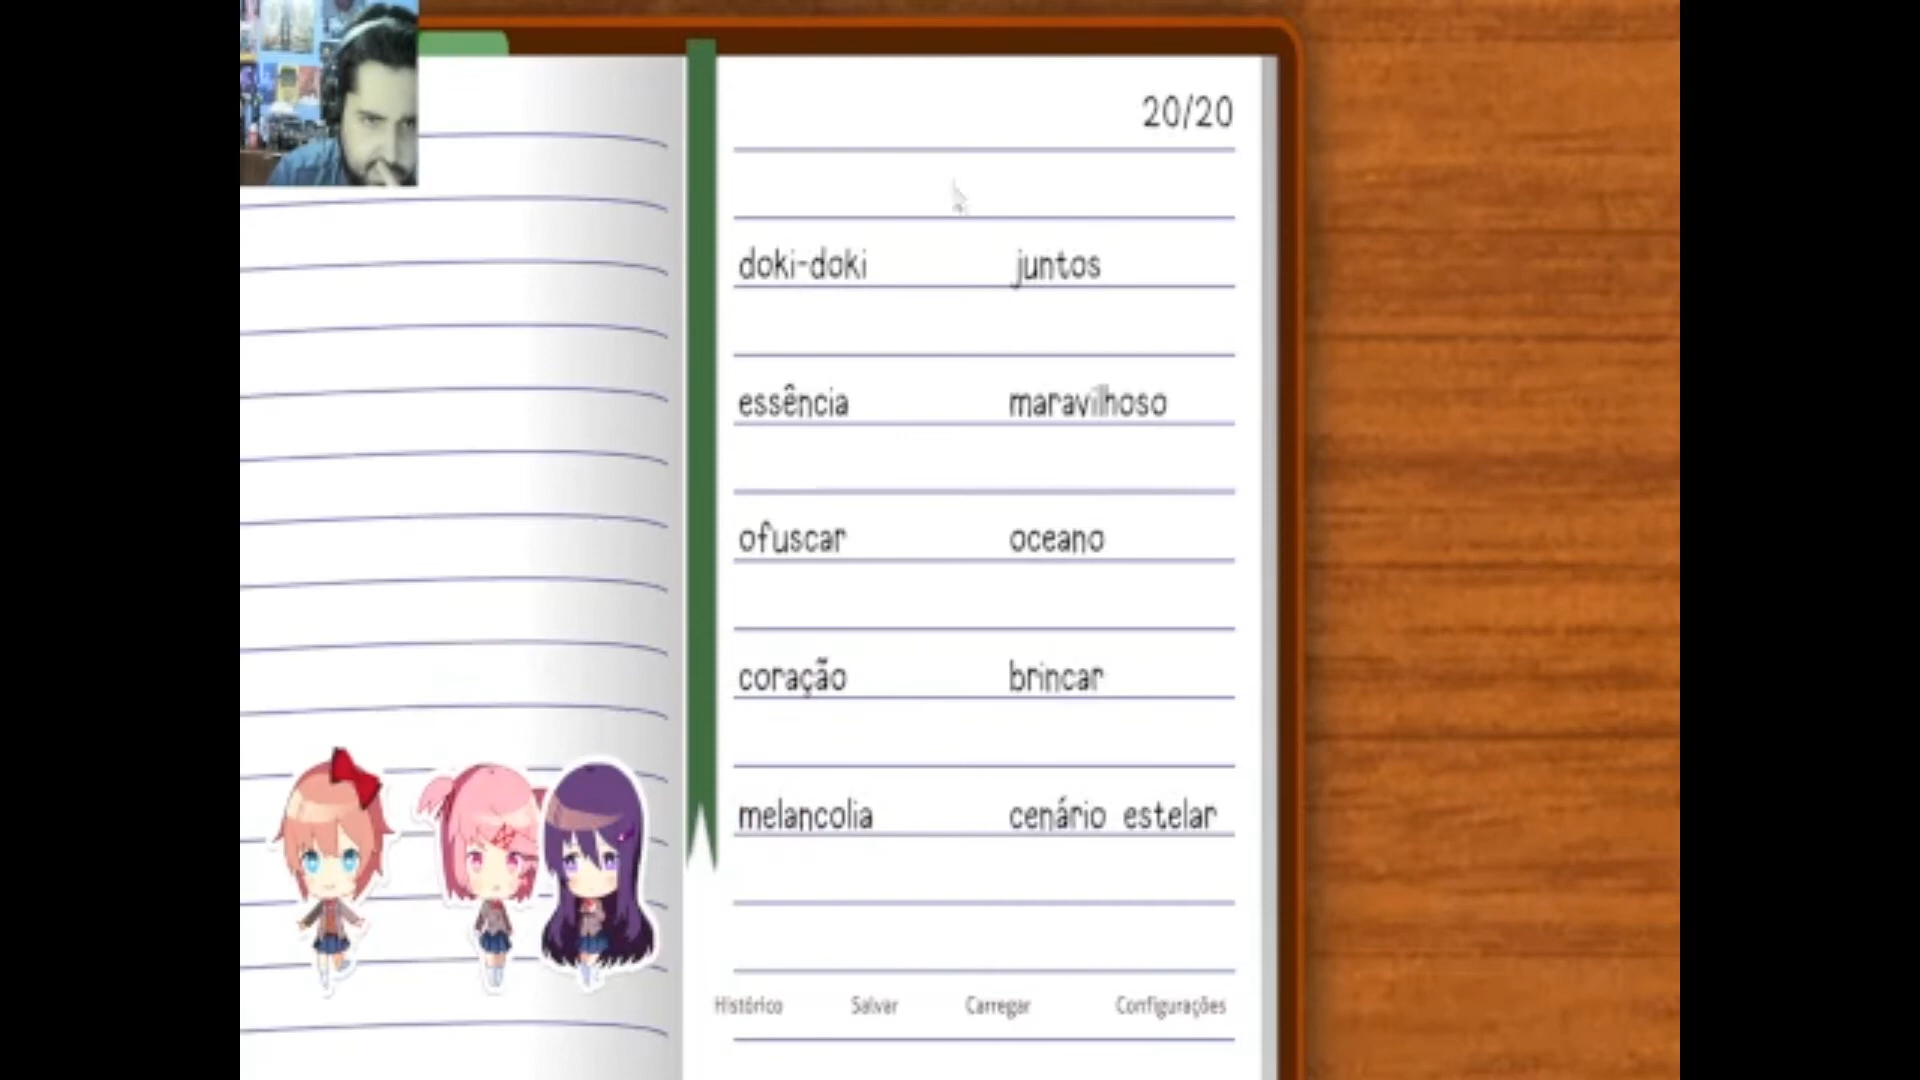 20/20
doki-doki juntos
essência maravilhoso
ofuscar oceano
coração brincar
melancolia cenário estelar
Histórico Salvar Carregar Configurações